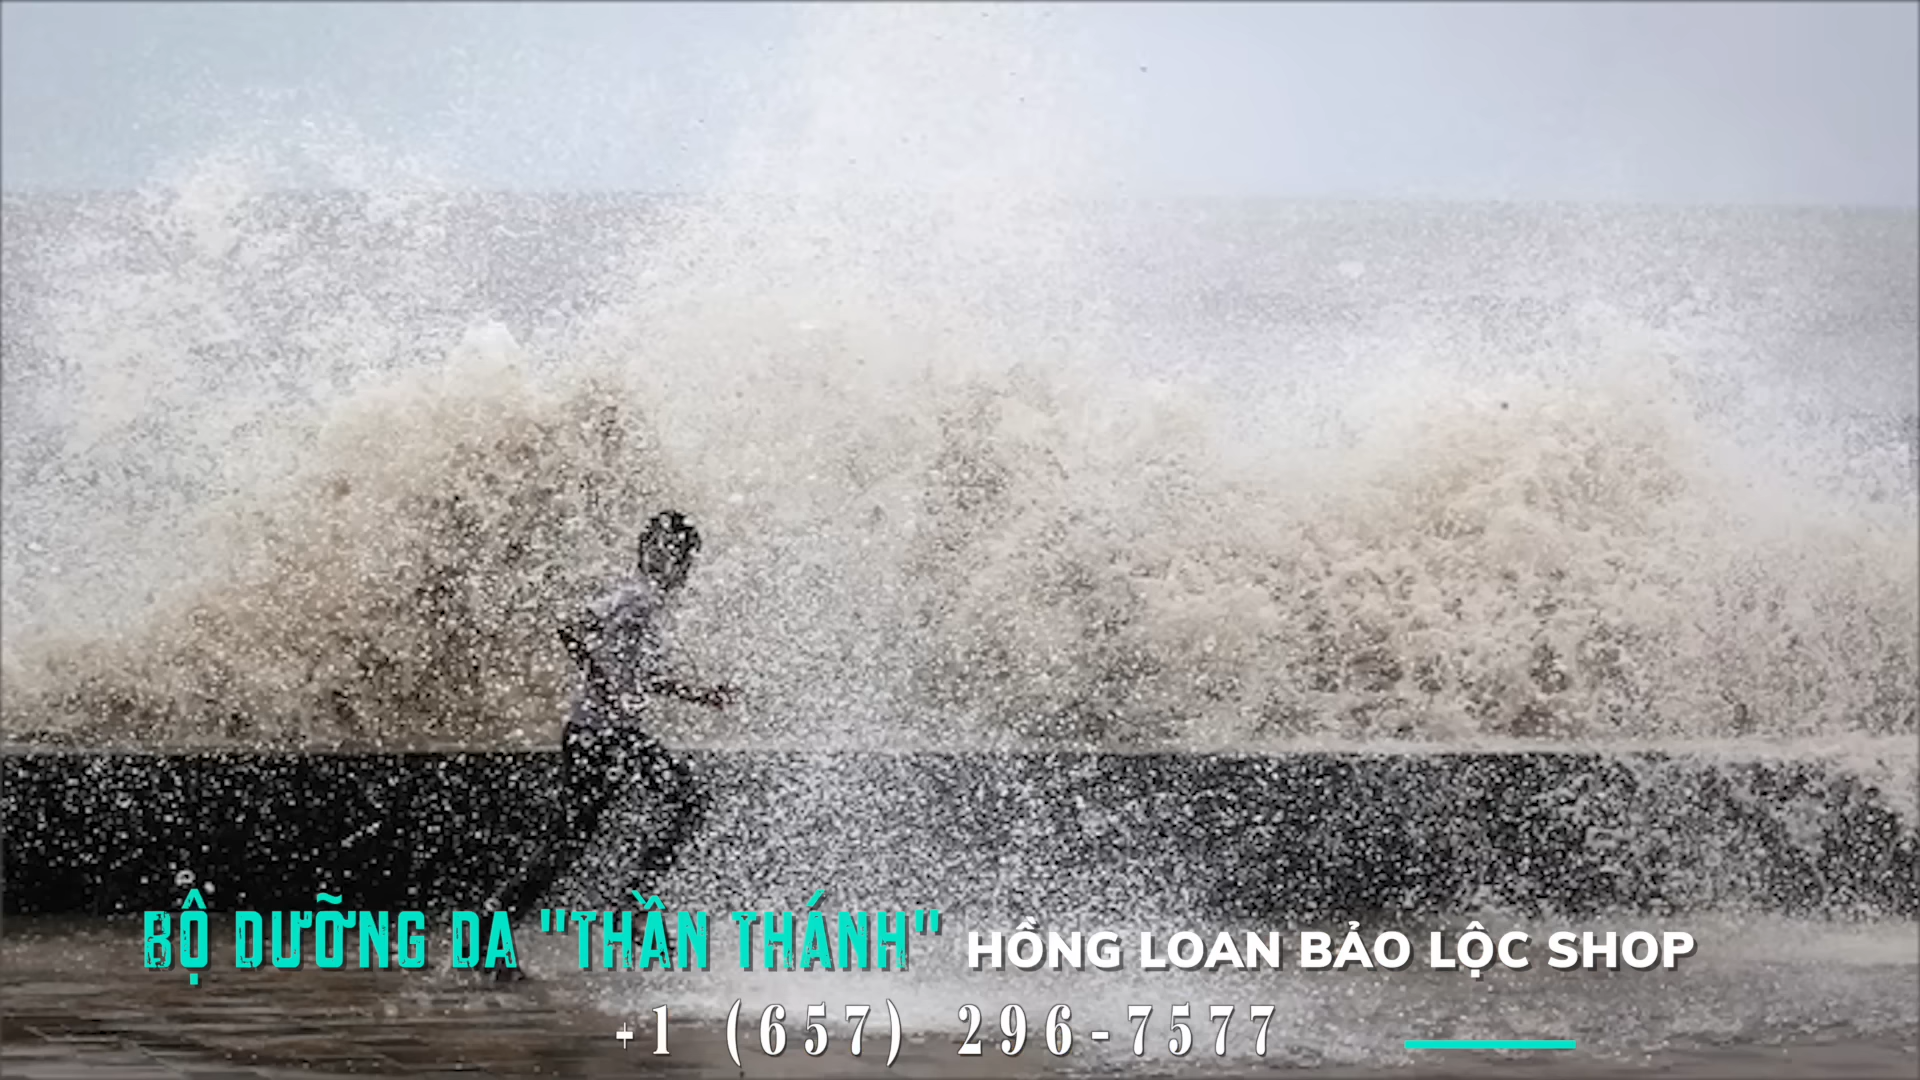 BỘ DƯỠNG DA "THẦN THÁNH" HỒNG LOAN BẢO LỘC SHOP
+1 (657) 296-7577